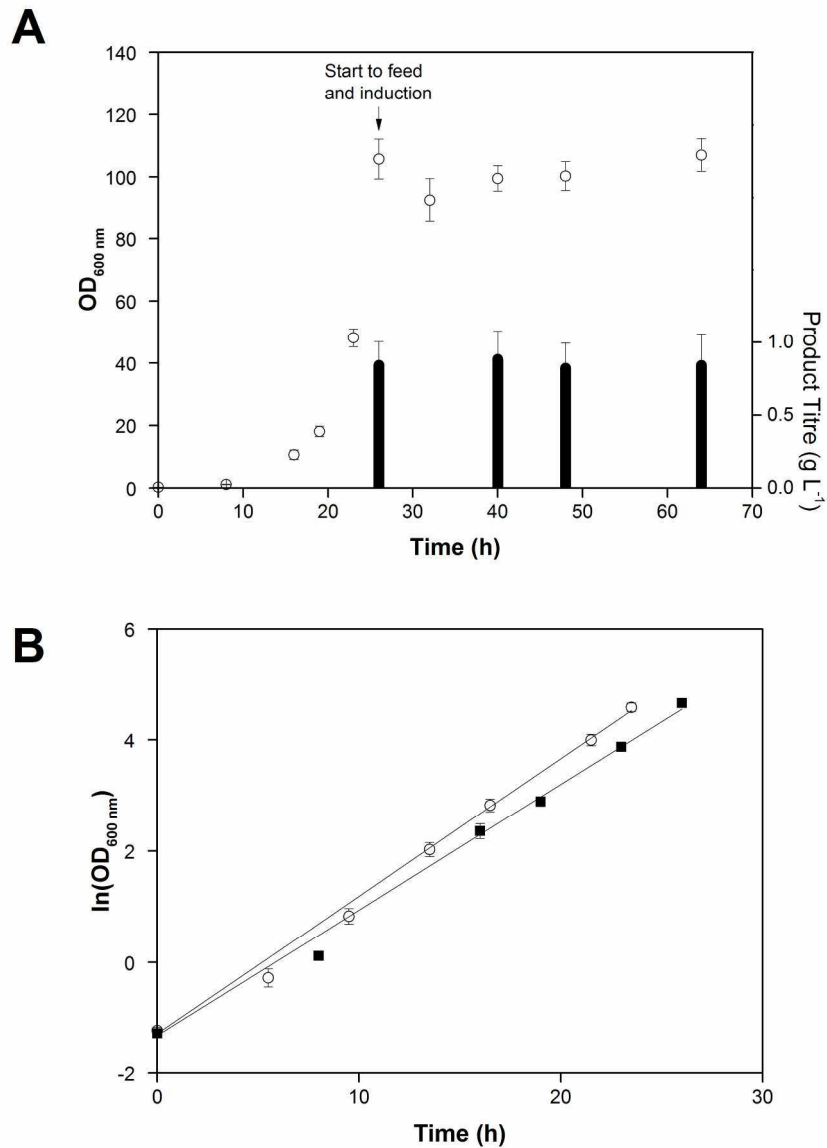 A
Start to feed
and induction
140
120
100
80
60
40
20
0
OD600 nm
1.0
0.5
0.0
Product Titre (g L-1)
0 10 20 30 40 50 60 70
Time (h)
B
6
4
2
0
-2
ln(OD600 nm)
0 10 20 30
Time (h)